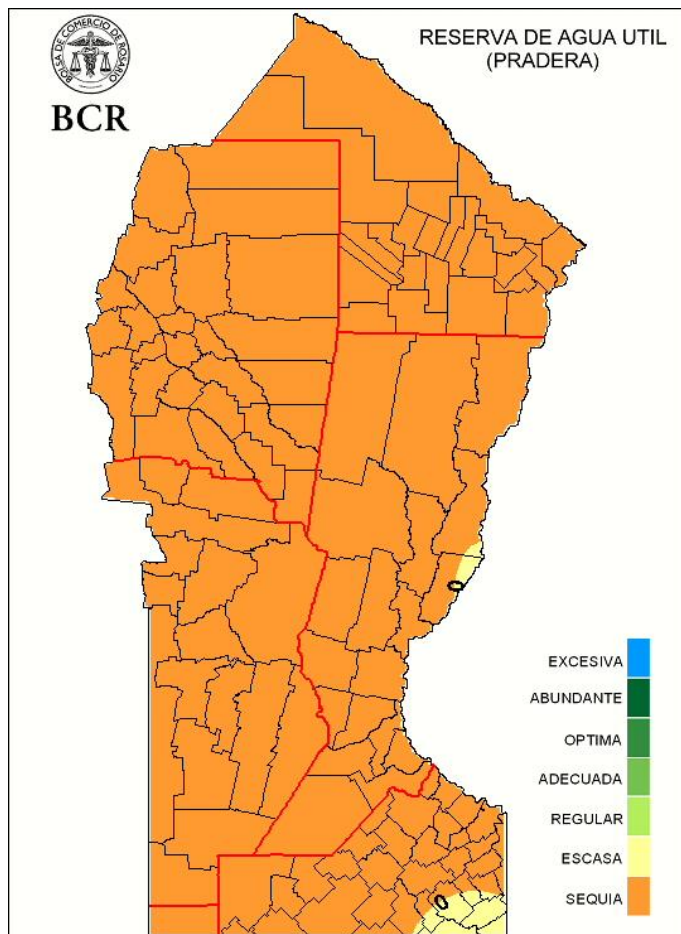 BOLSA DE COMERCIO DE ROSARIO
BCR
RESERVA DE AGUA UTIL
(PRADERA)
0
EXCESIVA
ABUNDANTE
OPTIMA
ADECUADA
REGULAR
ESCASA
SEQUIA
0